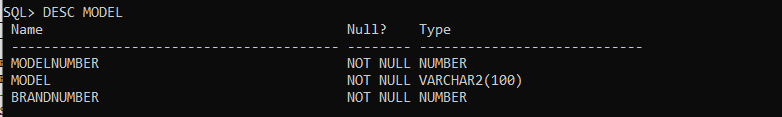 SQL> DESC MODEL
Name Null? Type
----------------------------------------- -------- ----------------------------
MODELNUMBER NOT NULL NUMBER
MODEL NOT NULL VARCHAR2(100)
BRANDNUMBER NOT NULL NUMBER